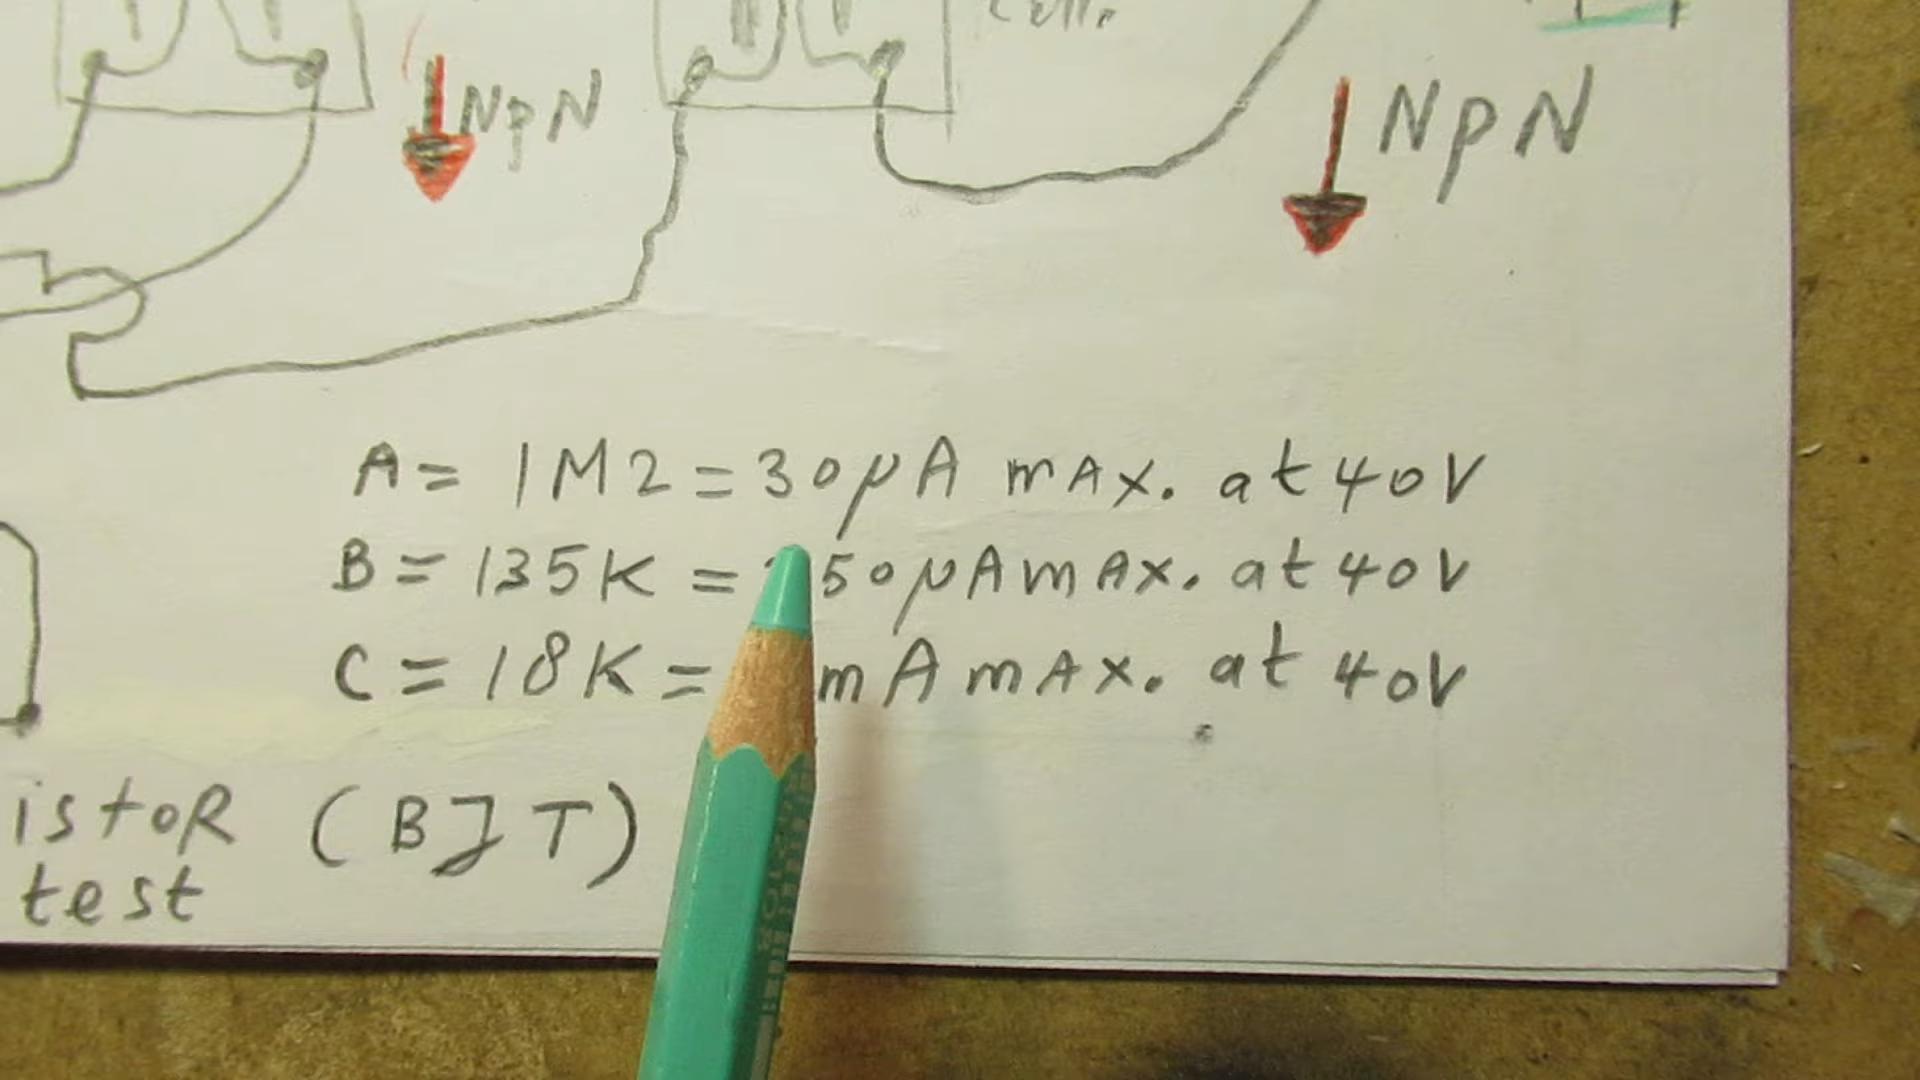 NPN
NPN
A = 1M2 = 30μA mAX. at 40V
B = 135K = 50μA mAX. at 40V
C = 18K = mA mAX. at 40V
istoR (BJT)
test